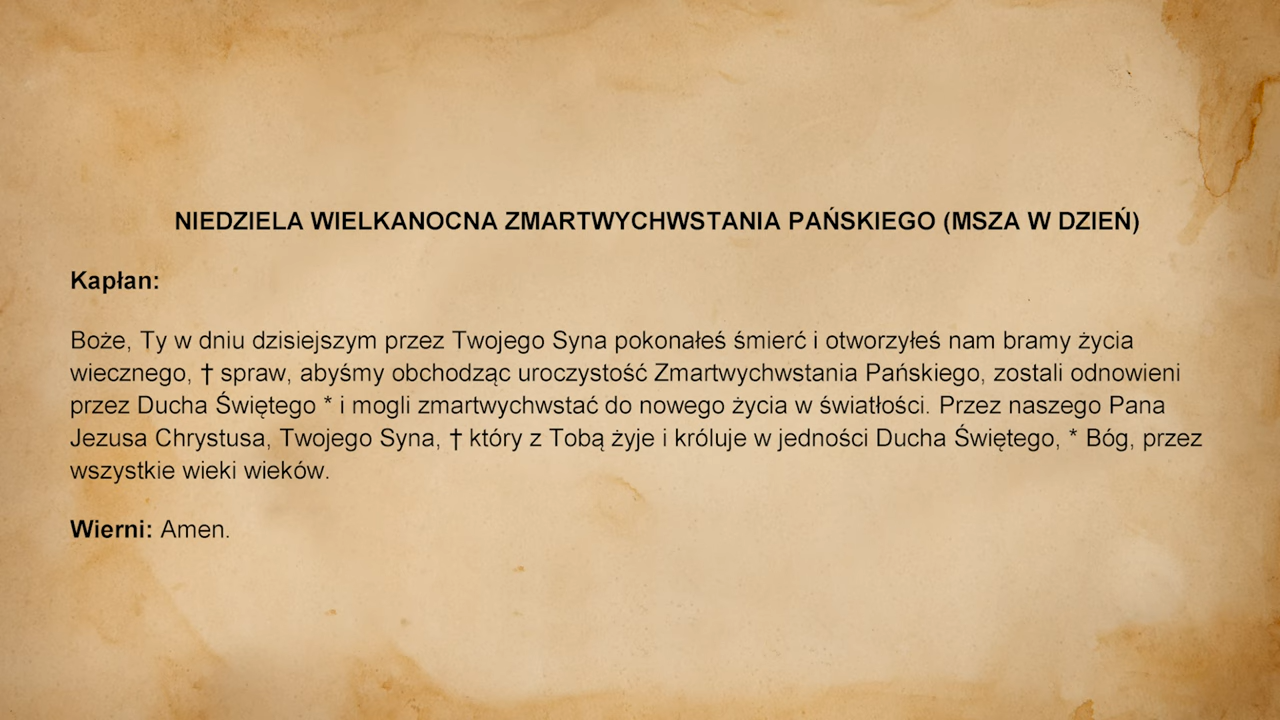 NIEDZIELA WIELKANOCNA ZMARTWYCHWSTANIA PAŃSKIEGO (MSZA W DZIEŃ)
Kapłan:
Boże, Ty w dniu dzisiejszym przez Twojego Syna pokonałeś śmierć i otworzyłeś nam bramy życia
wiecznego, † spraw, abyśmy obchodząc uroczystość Zmartwychwstania Pańskiego, zostali odnowieni
przez Ducha Świętego * i mogli zmartwychwstać do nowego życia w światłości. Przez naszego Pana
Jezusa Chrystusa, Twojego Syna, † który z Tobą żyje i króluje w jedności Ducha Świętego, * Bóg, przez
wszystkie wieki wieków.
Wierni: Amen.